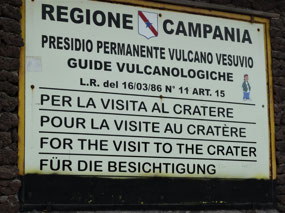 REGIONE CAMPANIA
PRESIDIO PERMANENTE VULCANO VESUVIO
GUIDE VULCANOLOGICHE
L.R. del 16/03/86 N° 11 ART. 15
PER LA VISITA AL CRATERE
POUR LA VISITE AU CRATÈRE
FOR THE VISIT TO THE CRATER
FÜR DIE BESICHTIGUNG